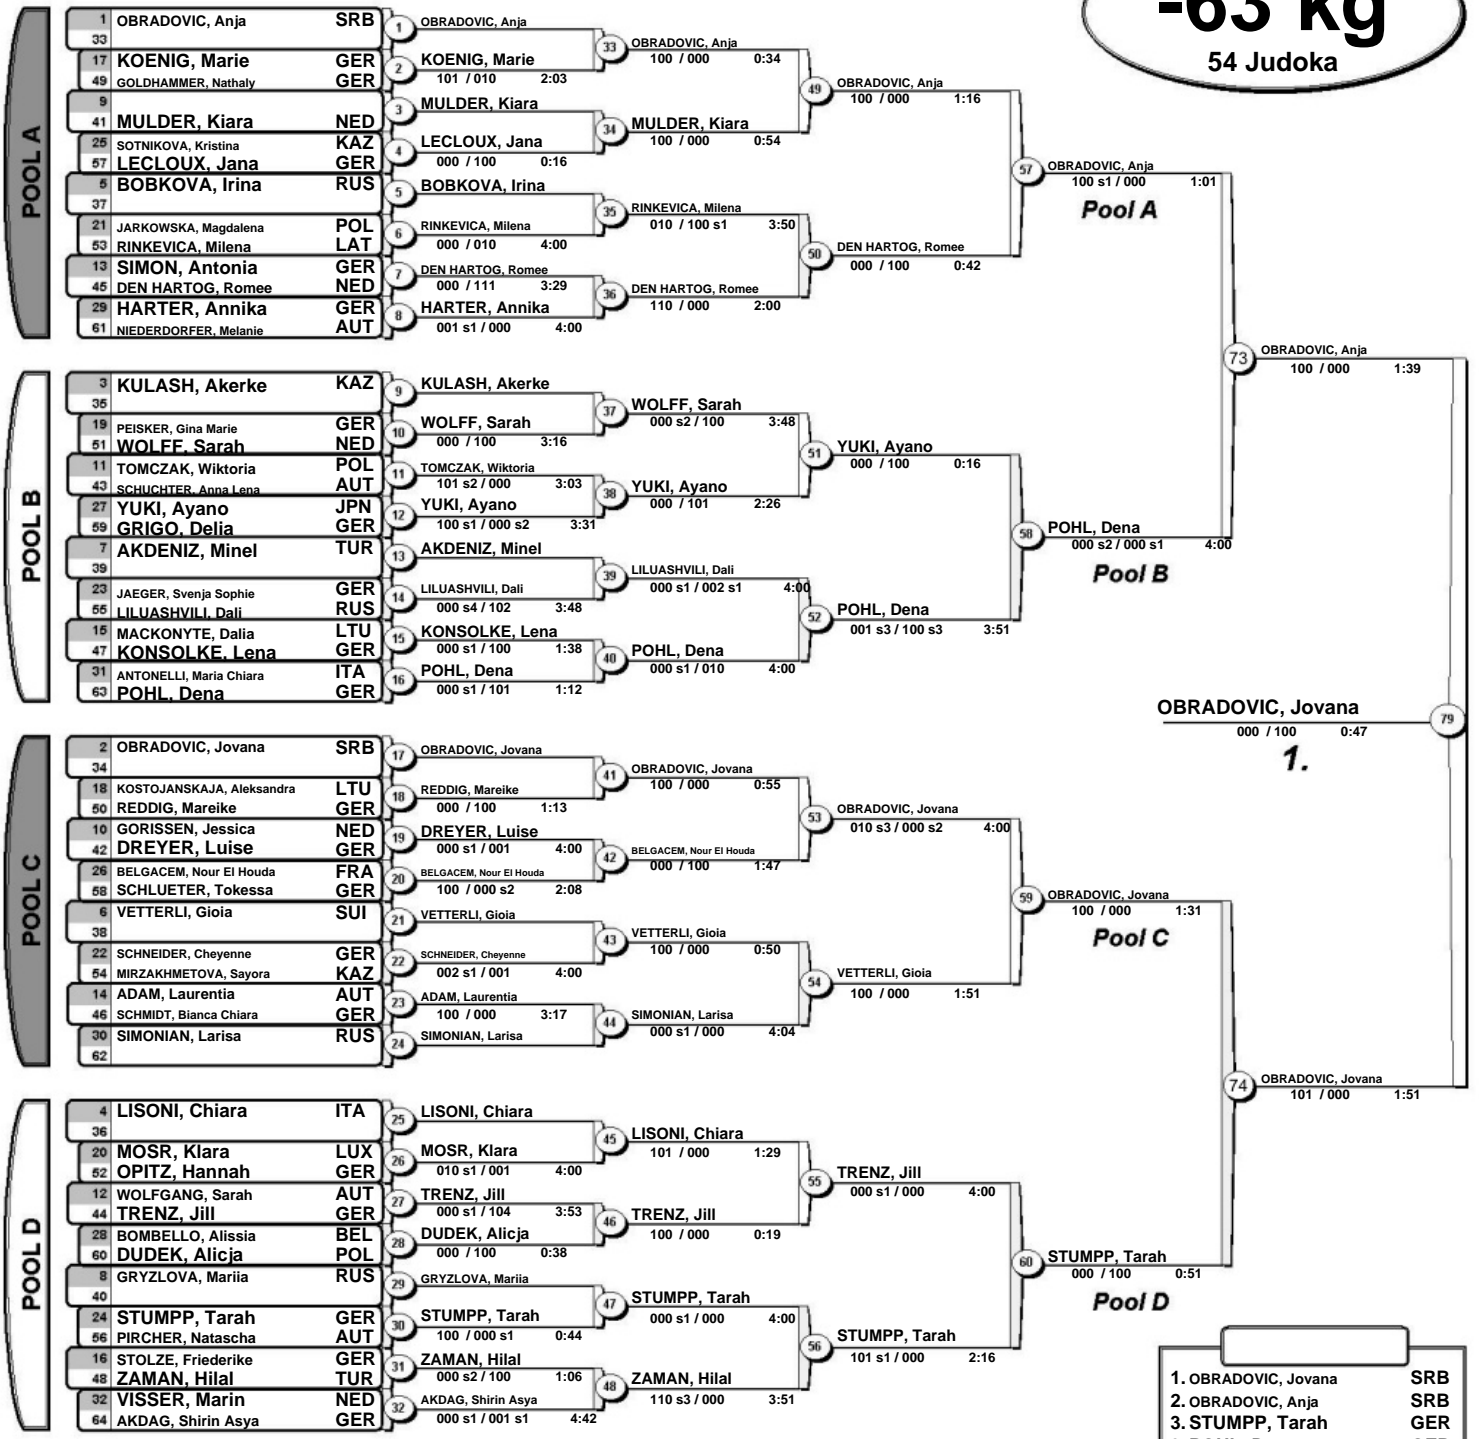 -63 kg
54 Judoka
POOL A
1 OBRADOVIC, Anja SRB
33
17 KOENIG, Marie GER
49 GOLDHAMMER, Nathaly GER
9
41 MULDER, Kiara NED
25 SOTNIKOVA, Kristina KAZ
57 LECLOUX, Jana GER
5 BOBKOVA, Irina RUS
37
21 JARKOWSKA, Magdalena POL
53 RINKEVICA, Milena LAT
13 SIMON, Antonia GER
45 DEN HARTOG, Romee NED
29 HARTER, Annika GER
61 NIEDERDORFER, Melanie AUT
1 OBRADOVIC, Anja
2 KOENIG, Marie
101 / 010 2:03
3 MULDER, Kiara
4 LECLOUX, Jana
000 / 100 0:16
5 BOBKOVA, Irina
6 RINKEVICA, Milena
000 / 010 4:00
7 DEN HARTOG, Romee
000 / 111 3:29
8 HARTER, Annika
001 s1 / 000 4:00
33 OBRADOVIC, Anja
100 / 000 0:34
34 MULDER, Kiara
100 / 000 0:54
35 RINKEVICA, Milena
010 / 100 s1 3:50
36 DEN HARTOG, Romee
110 / 000 2:00
49 OBRADOVIC, Anja
100 / 000 1:16
50 DEN HARTOG, Romee
000 / 100 0:42
57 OBRADOVIC, Anja
100 s1 / 000 1:01
Pool A
POOL B
3 KULASH, Akerke KAZ
35
19 PEISKER, Gina Marie GER
51 WOLFF, Sarah NED
11 TOMCZAK, Wiktoria POL
43 SCHUCHTER, Anna Lena AUT
27 YUKI, Ayano JPN
59 GRIGO, Delia GER
7 AKDENIZ, Minel TUR
39
23 JAEGER, Svenja Sophie GER
55 LILUASHVILI, Dali RUS
15 MACKONYTE, Dalia LTU
47 KONSOLKE, Lena GER
31 ANTONELLI, Maria Chiara ITA
63 POHL, Dena GER
9 KULASH, Akerke
10 WOLFF, Sarah
000 / 100 3:16
11 TOMCZAK, Wiktoria
101 s2 / 000 3:03
12 YUKI, Ayano
100 s1 / 000 s2 3:31
13 AKDENIZ, Minel
14 LILUASHVILI, Dali
000 s4 / 102 3:48
15 KONSOLKE, Lena
000 s1 / 100 1:38
16 POHL, Dena
000 s1 / 101 1:12
37 WOLFF, Sarah
000 s2 / 100 3:48
38 YUKI, Ayano
000 / 101 2:26
39 LILUASHVILI, Dali
000 s1 / 002 s1 4:00
40 POHL, Dena
000 s1 / 010 4:00
51 YUKI, Ayano
000 / 100 0:16
52 POHL, Dena
001 s3 / 100 s3 3:51
58 POHL, Dena
000 s2 / 000 s1 4:00
Pool B
73 OBRADOVIC, Anja
100 / 000 1:39
OBRADOVIC, Jovana 79
000 / 100 0:47
1.
POOL C
2 OBRADOVIC, Jovana SRB
34
18 KOSTOJANSKAJA, Aleksandra LTU
50 REDDIG, Mareike GER
10 GORISSEN, Jessica NED
42 DREYER, Luise GER
26 BELGACEM, Nour El Houda FRA
58 SCHLUETER, Tokessa GER
6 VETTERLI, Gioia SUI
38
22 SCHNEIDER, Cheyenne GER
54 MIRZAKHMETOVA, Sayora KAZ
14 ADAM, Laurentia AUT
46 SCHMIDT, Bianca Chiara GER
30 SIMONIAN, Larisa RUS
62
17 OBRADOVIC, Jovana
18 REDDIG, Mareike
000 / 100 1:13
19 DREYER, Luise
000 s1 / 001 4:00
20 BELGACEM, Nour El Houda
100 / 000 s2 2:08
21 VETTERLI, Gioia
22 SCHNEIDER, Cheyenne
002 s1 / 001 4:00
23 ADAM, Laurentia
100 / 000 3:17
24 SIMONIAN, Larisa
41 OBRADOVIC, Jovana
100 / 000 0:55
42 BELGACEM, Nour El Houda
000 / 100 1:47
43 VETTERLI, Gioia
100 / 000 0:50
44 SIMONIAN, Larisa
000 s1 / 000 4:04
53 OBRADOVIC, Jovana
010 s3 / 000 s2 4:00
54 VETTERLI, Gioia
100 / 000 1:51
59 OBRADOVIC, Jovana
100 / 000 1:31
Pool C
POOL D
4 LISONI, Chiara ITA
36
20 MOSR, Klara LUX
52 OPITZ, Hannah GER
12 WOLFGANG, Sarah AUT
44 TRENZ, Jill GER
28 BOMBELLO, Alissia BEL
60 DUDEK, Alicja POL
8 GRYZLOVA, Mariia RUS
40
24 STUMPP, Tarah GER
56 PIRCHER, Natascha AUT
16 STOLZE, Friederike GER
48 ZAMAN, Hilal TUR
32 VISSER, Marin NED
64 AKDAG, Shirin Asya GER
25 LISONI, Chiara
26 MOSR, Klara
010 s1 / 001 4:00
27 TRENZ, Jill
000 s1 / 104 3:53
28 DUDEK, Alicja
000 / 100 0:38
29 GRYZLOVA, Mariia
30 STUMPP, Tarah
100 / 000 s1 0:44
31 ZAMAN, Hilal
000 s2 / 100 1:06
32 AKDAG, Shirin Asya
000 s1 / 001 s1 4:42
45 LISONI, Chiara
101 / 000 1:29
46 TRENZ, Jill
100 / 000 0:19
47 STUMPP, Tarah
000 s1 / 000 4:00
48 ZAMAN, Hilal
110 s3 / 000 3:51
55 TRENZ, Jill
000 s1 / 000 4:00
56 STUMPP, Tarah
101 s1 / 000 2:16
60 STUMPP, Tarah
000 / 100 0:51
Pool D
74 OBRADOVIC, Jovana
101 / 000 1:51
1. OBRADOVIC, Jovana SRB
2. OBRADOVIC, Anja SRB
3. STUMPP, Tarah GER